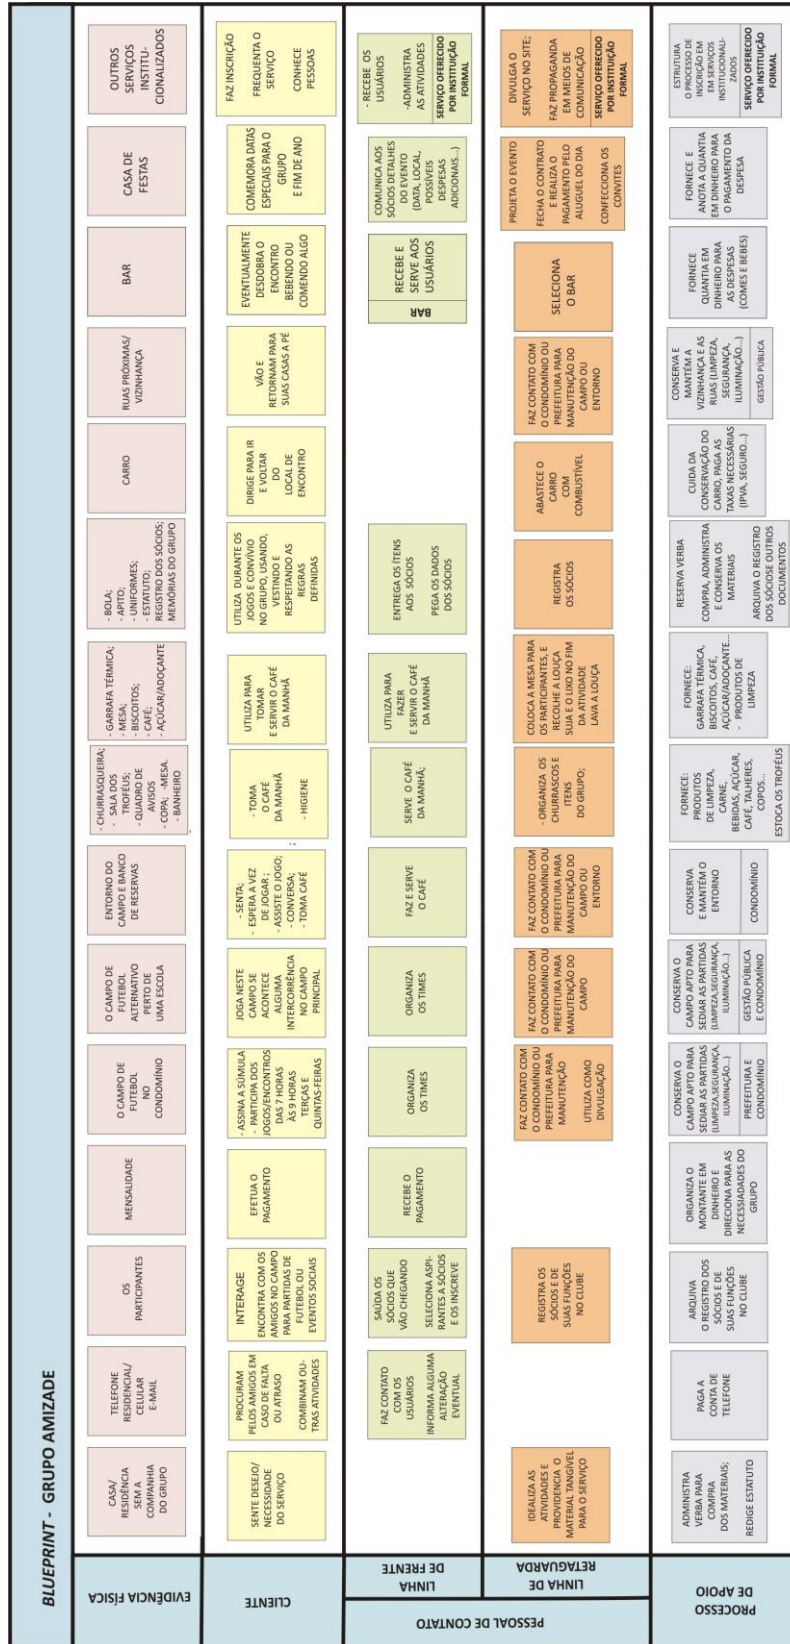 BLUEPRINT - GRUPO AMIZADE
EVIDÊNCIA FÍSICA
CASA/
RESIDÊNCIA
SEM A
COMPANHIA
DO GRUPO
TELEFONE
RESIDENCIAL/
CELULAR
E-MAIL
OS
PARTICIPANTES
MENSALIDADE
O CAMPO DE
FUTEBOL
NO
CONDOMÍNIO
O CAMPO DE
FUTEBOL
ALTERNATIVO
PERTO DE
UMA ESCOLA
ENTORNO DO
CAMPO E BANCO
DE RESERVAS
- CHURRASQUEIRA;
- SALA DOS
TROFÉUS;
- QUADRO DE
AVISOS
- COPA; -MESA.
- BANHEIRO
- GARRAFA TÉRMICA;
- MESA;
- BISCOITOS;
- CAFÉ;
- AÇÚCAR/ADOÇANTE
- BOLA;
- APITO;
- UNIFORMES;
- ESTATUTO;
REGISTRO DOS SÓCIOS;
MEMÓRIAS DO GRUPO
CARRO
RUAS PRÓXIMAS/
VIZINHANÇA
BAR
CASA DE
FESTAS
OUTROS
SERVIÇOS
INSTITU-
CIONALIZADOS
CLIENTE
SENTE DESEJO/
NECESSIDADE
DO SERVIÇO
PROCURAM
PELOS AMIGOS EM
CASO DE FALTA
OU ATRASO
COMBINAM OU-
TRAS ATIVIDADES
INTERAGE
ENCONTRA COM OS
AMIGOS NO CAMPO
PARA PARTIDAS DE
FUTEBOL OU
EVENTOS SOCIAIS
EFETUA O
PAGAMENTO
- ASSINA A SÚMULA
- PARTICIPA DOS
JOGOS/ENCONTROS
DAS 7 HORAS
ÀS 9 HORAS
TERÇAS E
QUINTAS-FEIRAS
JOGA NESTE
CAMPO SE
ACONTECE
ALGUMA
INTERCORRÊNCIA
NO CAMPO
PRINCIPAL
- SENTA;
- ESPERA A VEZ
DE JOGAR ;
- ASSISTE O JOGO;
- CONVERSA;
- TOMA CAFÉ
;
- TOMA
O CAFÉ
DA MANHÃ
- HIGIENE
UTILIZA PARA
TOMAR
E SERVIR O CAFÉ
DA MANHÃ
UTILIZA DURANTE OS
JOGOS E CONVÍVIO
NO GRUPO, USANDO,
VESTINDO E
RESPEITANDO AS
REGRAS
DEFINIDAS
DIRIGE PARA IR
E VOLTAR
DO
LOCAL DE
ENCONTRO
VÃO E
RETORNAM PARA
SUAS CASAS A PÉ
EVENTUALMENTE
DESDOBRA O
ENCONTRO
BEBENDO OU
COMENDO ALGO
COMEMORA DATAS
ESPECIAIS PARA O
GRUPO
E FIM DE ANO
FAZ INSCRIÇÃO
FREQUENTA O
SERVIÇO
CONHECE
PESSOAS
PESSOAL DE CONTATO
LINHA
DE FRENTE
FAZ CONTATO
COM OS
USUÁRIOS
INFORMA ALGUMA
ALTERAÇÃO
EVENTUAL
SAÚDA OS
SÓCIOS QUE
VÃO CHEGANDO
SELECIONA ASPI-
RANTES A SÓCIOS
E OS INSCREVE
RECEBE O
PAGAMENTO
ORGANIZA
OS TIMES
ORGANIZA
OS TIMES
FAZ E SERVE
O CAFÉ
SERVE O CAFÉ
DA MANHÃ;
UTILIZA PARA
FAZER
E SERVIR O CAFÉ
DA MANHÃ
ENTREGA OS ÍTENS
AOS SÓCIOS
PEGA OS DADOS
DOS SÓCIOS
BAR
RECEBE E
SERVE AOS
USUÁRIOS
COMUNICA AOS
SÓCIOS DETALHES
DO EVENTO
(DATA, LOCAL,
POSSÍVEIS
DESPESAS
ADICIONAIS...)
- RECEBE OS
USUÁRIOS
-ADMINISTRA
AS ATIVIDADES
SERVIÇO OFERECIDO
POR INSTITUIÇÃO
FORMAL
LINHA DE
RETAGUARDA
IDEALIZA AS
ATIVIDADES E
PROVIDENCIA O
MATERIAL TANGÍVEL
PARA O SERVIÇO
REGISTRA OS
SÓCIOS E DE
SUAS FUNÇÕES
NO CLUBE
FAZ CONTATO COM
O CONDOMÍNIO OU
PREFEITURA PARA
MANUTENÇÃO
UTILIZA COMO
DIVULGAÇÃO
FAZ CONTATO COM
O CONDOMÍNIO OU
PREFEITURA PARA
MANUTENÇÃO DO
CAMPO
FAZ CONTATO COM
O CONDOMÍNIO OU
PREFEITURA PARA
MANUTENÇÃO DO
CAMPO OU
ENTORNO
- ORGANIZA OS
CHURRASCOS E
ITENS
DO GRUPO;
COLOCA A MESA PARA
OS PARTICIPANTES, E
RECOLHE A LOUÇA
SUJA E O LIXO NO FIM
DA ATIVIDADE
LAVA A LOUÇA
REGISTRA
OS SÓCIOS
ABASTECE O
CARRO
COM
COMBUSTÍVEL
FAZ CONTATO COM
O CONDOMÍNIO OU
PREFEITURA PARA
MANUTENÇÃO DO
CAMPO OU
ENTORNO
SELECIONA
O BAR
PROJETA O EVENTO
FECHA O CONTRATO
E REALIZA O
PAGAMENTO PELO
ALUGUEL DO DIA
CONFECCIONA OS
CONVITES
DIVULGA O
SERVIÇO NO SITE;
FAZ PROPAGANDA
EM MEIOS DE
COMUNICAÇÃO
SERVIÇO OFERECIDO
POR INSTITUIÇÃO
FORMAL
PROCESSO
DE APOIO
ADMINISTRA
VERBA PARA
COMPRA
DOS MATERIAIS;
REDIGE ESTATUTO
PAGA A
CONTA DE
TELEFONE
ARQUIVA
O REGISTRO DOS
SÓCIOS E DE
SUAS FUNÇÕES
NO CLUBE
ORGANIZA O
MONTANTE EM
DINHEIRO E
DIRECIONA PARA AS
NECESSIADADES DO
GRUPO
CONSERVA O
CAMPO APTO PARA
SEDIAR AS PARTIDAS
(LIMPEZA,SEGURANÇA,
ILUMINAÇÃO...)
PREFEITURA E
CONDOMÍNIO
CONSERVA O
CAMPO APTO PARA
SEDIAR AS PARTIDAS
(LIMPEZA,SEGURANÇA,
ILUMINAÇÃO...)
GESTÃO PÚBLICA
E CONDOMÍNIO
CONSERVA
E MANTÉM O
ENTORNO
CONDOMÍNIO
FORNECE:
PRODUTOS
DE LIMPEZA,
CARNE,
BEBIDAS, AÇÚCAR,
CAFÉ, TALHERES,
COPOS...
ESTOCA OS TROFÉUS
FORNECE:
GARRAFA TÉRMICA,
BISCOITOS, CAFÉ,
AÇÚCAR/ADOÇANTE...
- PRODUTOS DE
LIMPEZA
RESERVA VERBA
COMPRA, ADMINISTRA
E CONSERVA OS
MATERIAIS
ARQUIVA O REGISTRO
DOS SÓCIOSE OUTROS
DOCUMENTOS
CUIDA DA
CONSERVAÇÃO DO
CARRO, PAGA AS
TAXAS NECESSÁRIAS
(IPVA, SEGURO...)
CONSERVA E
MANTÉM A
VIZINHANÇA E AS
RUAS (LIMPEZA,
SEGURANÇA,
ILUMINAÇÃO...)
GESTÃO PÚBLICA
FORNECE
QUANTIA EM
DINHEIRO PARA
AS DESPESAS
(COMES E BEBES)
FORNECE E
ANOTA A QUANTIA
EM DINHEIRO PARA
O PAGAMENTO DA
DESPESA
ESTRUTURA
O PROCESSO DE
INSCRIÇÃO EM
EM SERVIÇOS
INSTITUCIONALI-
ZADOS
SERVIÇO OFERECIDO
POR INSTITUIÇÃO
FORMAL